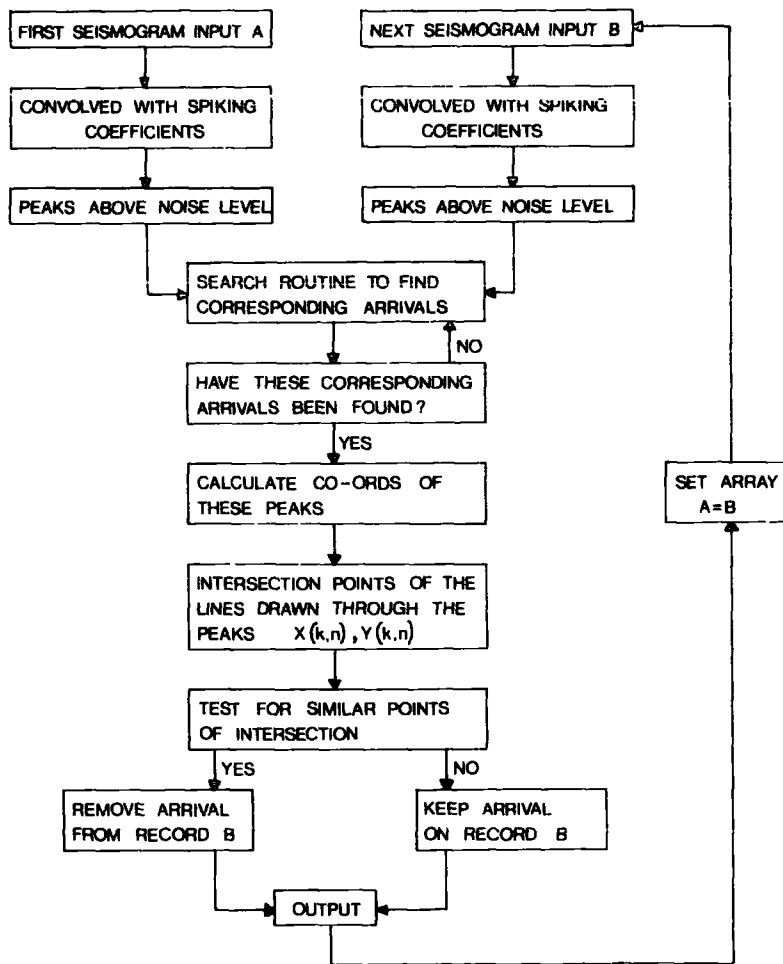 FIRST SEISMOGRAM INPUT A
NEXT SEISMOGRAM INPUT B
CONVOLVED WITH SPIKING
COEFFICIENTS
CONVOLVED WITH SPIKING
COEFFICIENTS
PEAKS ABOVE NOISE LEVEL
PEAKS ABOVE NOISE LEVEL
SEARCH ROUTINE TO FIND
CORRESPONDING ARRIVALS
NO
HAVE THESE CORRESPONDING
ARRIVALS BEEN FOUND?
YES
CALCULATE CO-ORDS OF
THESE PEAKS
SET ARRAY
A=B
INTERSECTION POINTS OF THE
LINES DRAWN THROUGH THE
PEAKS X(k,n), Y(k,n)
TEST FOR SIMILAR POINTS
OF INTERSECTION
YES
NO
REMOVE ARRIVAL
FROM RECORD B
KEEP ARRIVAL
ON RECORD B
OUTPUT